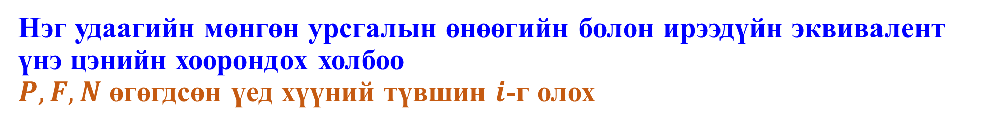 Нэг удаагийн мөнгөн урсгалын өнөөгийн болон ирээдүйн эквивалент
үнэ цэнийн хоорондох холбоо
P, F, N өгөгдсөн үед хүүний түвшин i-г олох